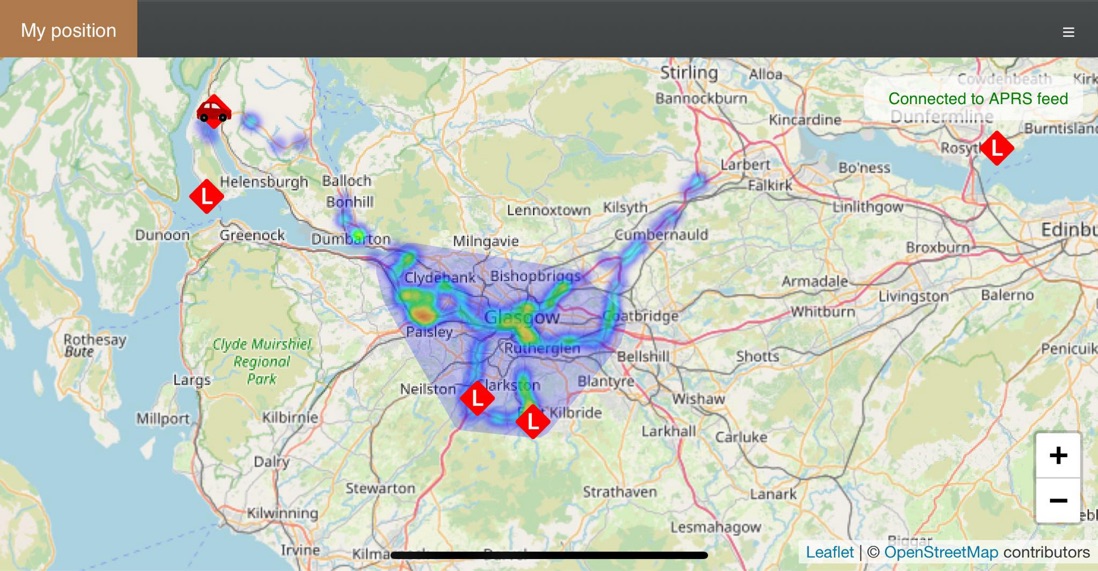 My position
≡
Stirling
Alloa
Cowdenbeath
Bannockburn
Connected to APRS feed
Dunfermline
Kincardine
Burntisland
Rosyth
L
Larbert
Bo'ness
Helensburgh
Balloch
L
Falkirk
Bonhill
Lennoxtown
Kilsyth
Linlithgow
Dunoon
Greenock
Dumbarton
Milngavie
Cumbernauld
Edinbu
Broxburn
Clydebank
Bishopbriggs
Armadale
Livingston
Balerno
Glasgow
Coatbridge
Whitburn
Paisley
Rothesay
Bute
Clyde Muirshiel
Regional
Park
Rutherglen
Bellshill
Shotts
Penicuik
Largs
Neilston
Clarkston
Blantyre
L
Wishaw
Millport
Kilbirnie
L
East Kilbride
Larkhall
Carluke
Dalry
+
Stewarton
Strathaven
Lanark
−
Kilwinning
Lesmahagow
Irvine
Leaflet | © OpenStreetMap contributors